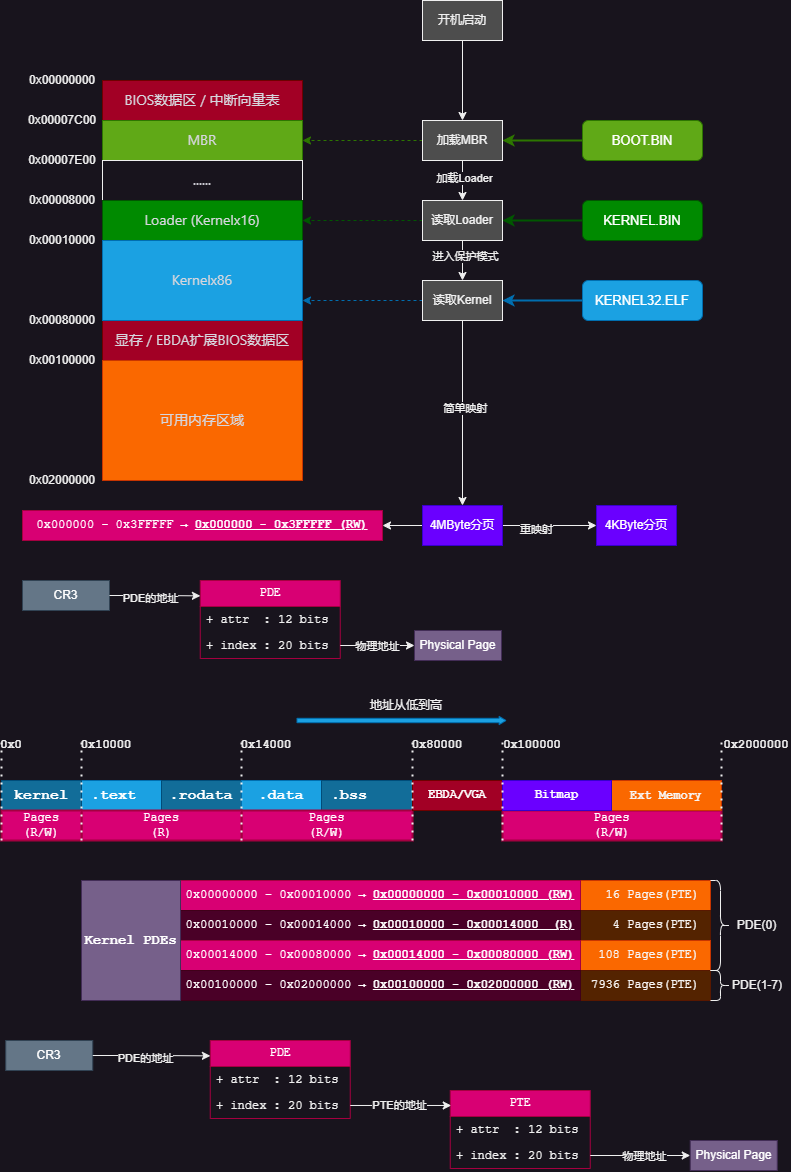 开机启动
0x00000000
BIOS数据区 / 中断向量表
0x00007C00
MBR
加载MBR
BOOT.BIN
0x00007E00
......
加载Loader
0x00008000
Loader (Kernelx16)
读取Loader
KERNEL.BIN
0x00010000
进入保护模式
Kernelx86
读取Kernel
KERNEL32.ELF
0x00080000
显存 / EBDA扩展BIOS数据区
0x00100000
可用内存区域
简单映射
0x02000000
0x000000 - 0x3FFFFF → 0x000000 - 0x3FFFFF (RW)
4MByte分页
重映射
4KByte分页
CR3
PDE的地址
PDE
+ attr : 12 bits
+ index : 20 bits
物理地址
Physical Page
地址从低到高
0x0
0x10000
0x14000
0x80000
0x100000
0x2000000
kernel
.text
.rodata
.data
.bss
EBDA/VGA
Bitmap
Ext Memory
Pages
(R/W)
Pages
(R)
Pages
(R/W)
Pages
(R/W)
Kernel PDEs
0x00000000 - 0x00010000 → 0x00000000 - 0x00010000 (RW)
16 Pages(PTE)
0x00010000 - 0x00014000 → 0x00010000 - 0x00014000 (R)
4 Pages(PTE)
0x00014000 - 0x00080000 → 0x00014000 - 0x00080000 (RW)
108 Pages(PTE)
0x00100000 - 0x02000000 → 0x00100000 - 0x02000000 (RW)
7936 Pages(PTE)
PDE(0)
PDE(1-7)
CR3
PDE的地址
PDE
+ attr : 12 bits
+ index : 20 bits
PTE的地址
PTE
+ attr : 12 bits
+ index : 20 bits
物理地址
Physical Page